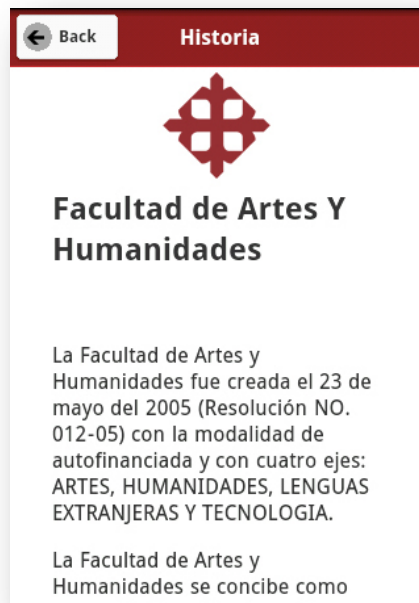 Back
Historia
Facultad de Artes Y
Humanidades
La Facultad de Artes y
Humanidades fue creada el 23 de
mayo del 2005 (Resolución NO.
012-05) con la modalidad de
autofinanciada y con cuatro ejes:
ARTES, HUMANIDADES, LENGUAS
EXTRANJERAS Y TECNOLOGIA.
La Facultad de Artes y
Humanidades se concibe como